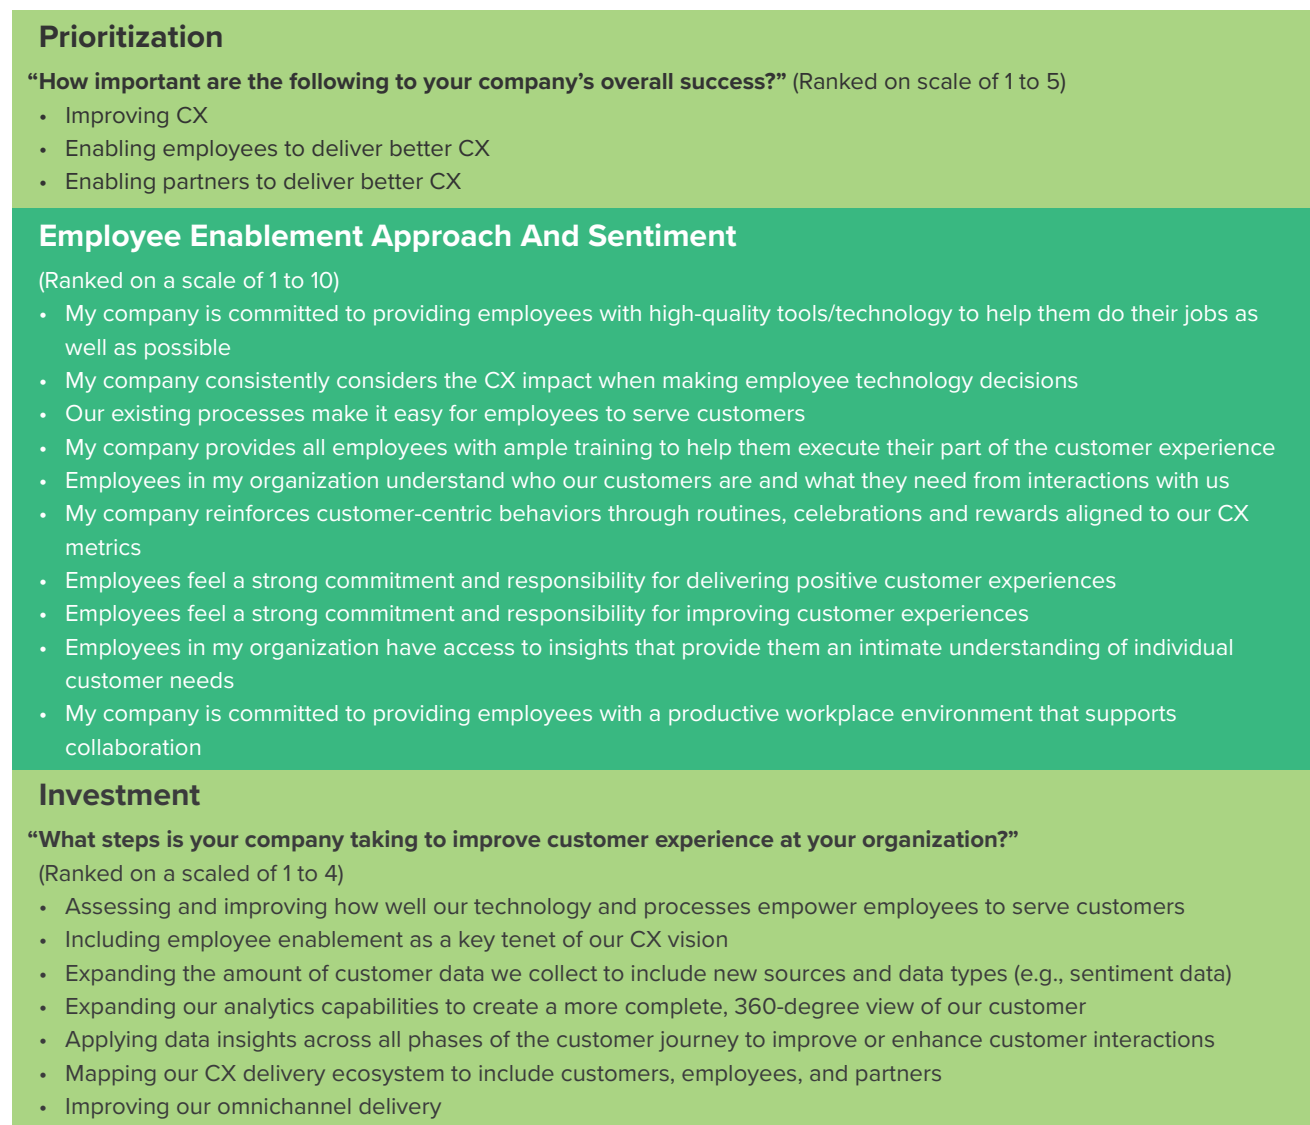 Prioritization
“How important are the following to your company’s overall success?” (Ranked on scale of 1 to 5)
• Improving CX
• Enabling employees to deliver better CX
• Enabling partners to deliver better CX
Employee Enablement Approach And Sentiment
(Ranked on a scale of 1 to 10)
• My company is committed to providing employees with high-quality tools/technology to help them do their jobs as
well as possible
• My company consistently considers the CX impact when making employee technology decisions
• Our existing processes make it easy for employees to serve customers
• My company provides all employees with ample training to help them execute their part of the customer experience
• Employees in my organization understand who our customers are and what they need from interactions with us
• My company reinforces customer-centric behaviors through routines, celebrations and rewards aligned to our CX
metrics
• Employees feel a strong commitment and responsibility for delivering positive customer experiences
• Employees feel a strong commitment and responsibility for improving customer experiences
• Employees in my organization have access to insights that provide them an intimate understanding of individual
customer needs
• My company is committed to providing employees with a productive workplace environment that supports
collaboration
Investment
“What steps is your company taking to improve customer experience at your organization?”
(Ranked on a scaled of 1 to 4)
• Assessing and improving how well our technology and processes empower employees to serve customers
• Including employee enablement as a key tenet of our CX vision
• Expanding the amount of customer data we collect to include new sources and data types (e.g., sentiment data)
• Expanding our analytics capabilities to create a more complete, 360-degree view of our customer
• Applying data insights across all phases of the customer journey to improve or enhance customer interactions
• Mapping our CX delivery ecosystem to include customers, employees, and partners
• Improving our omnichannel delivery